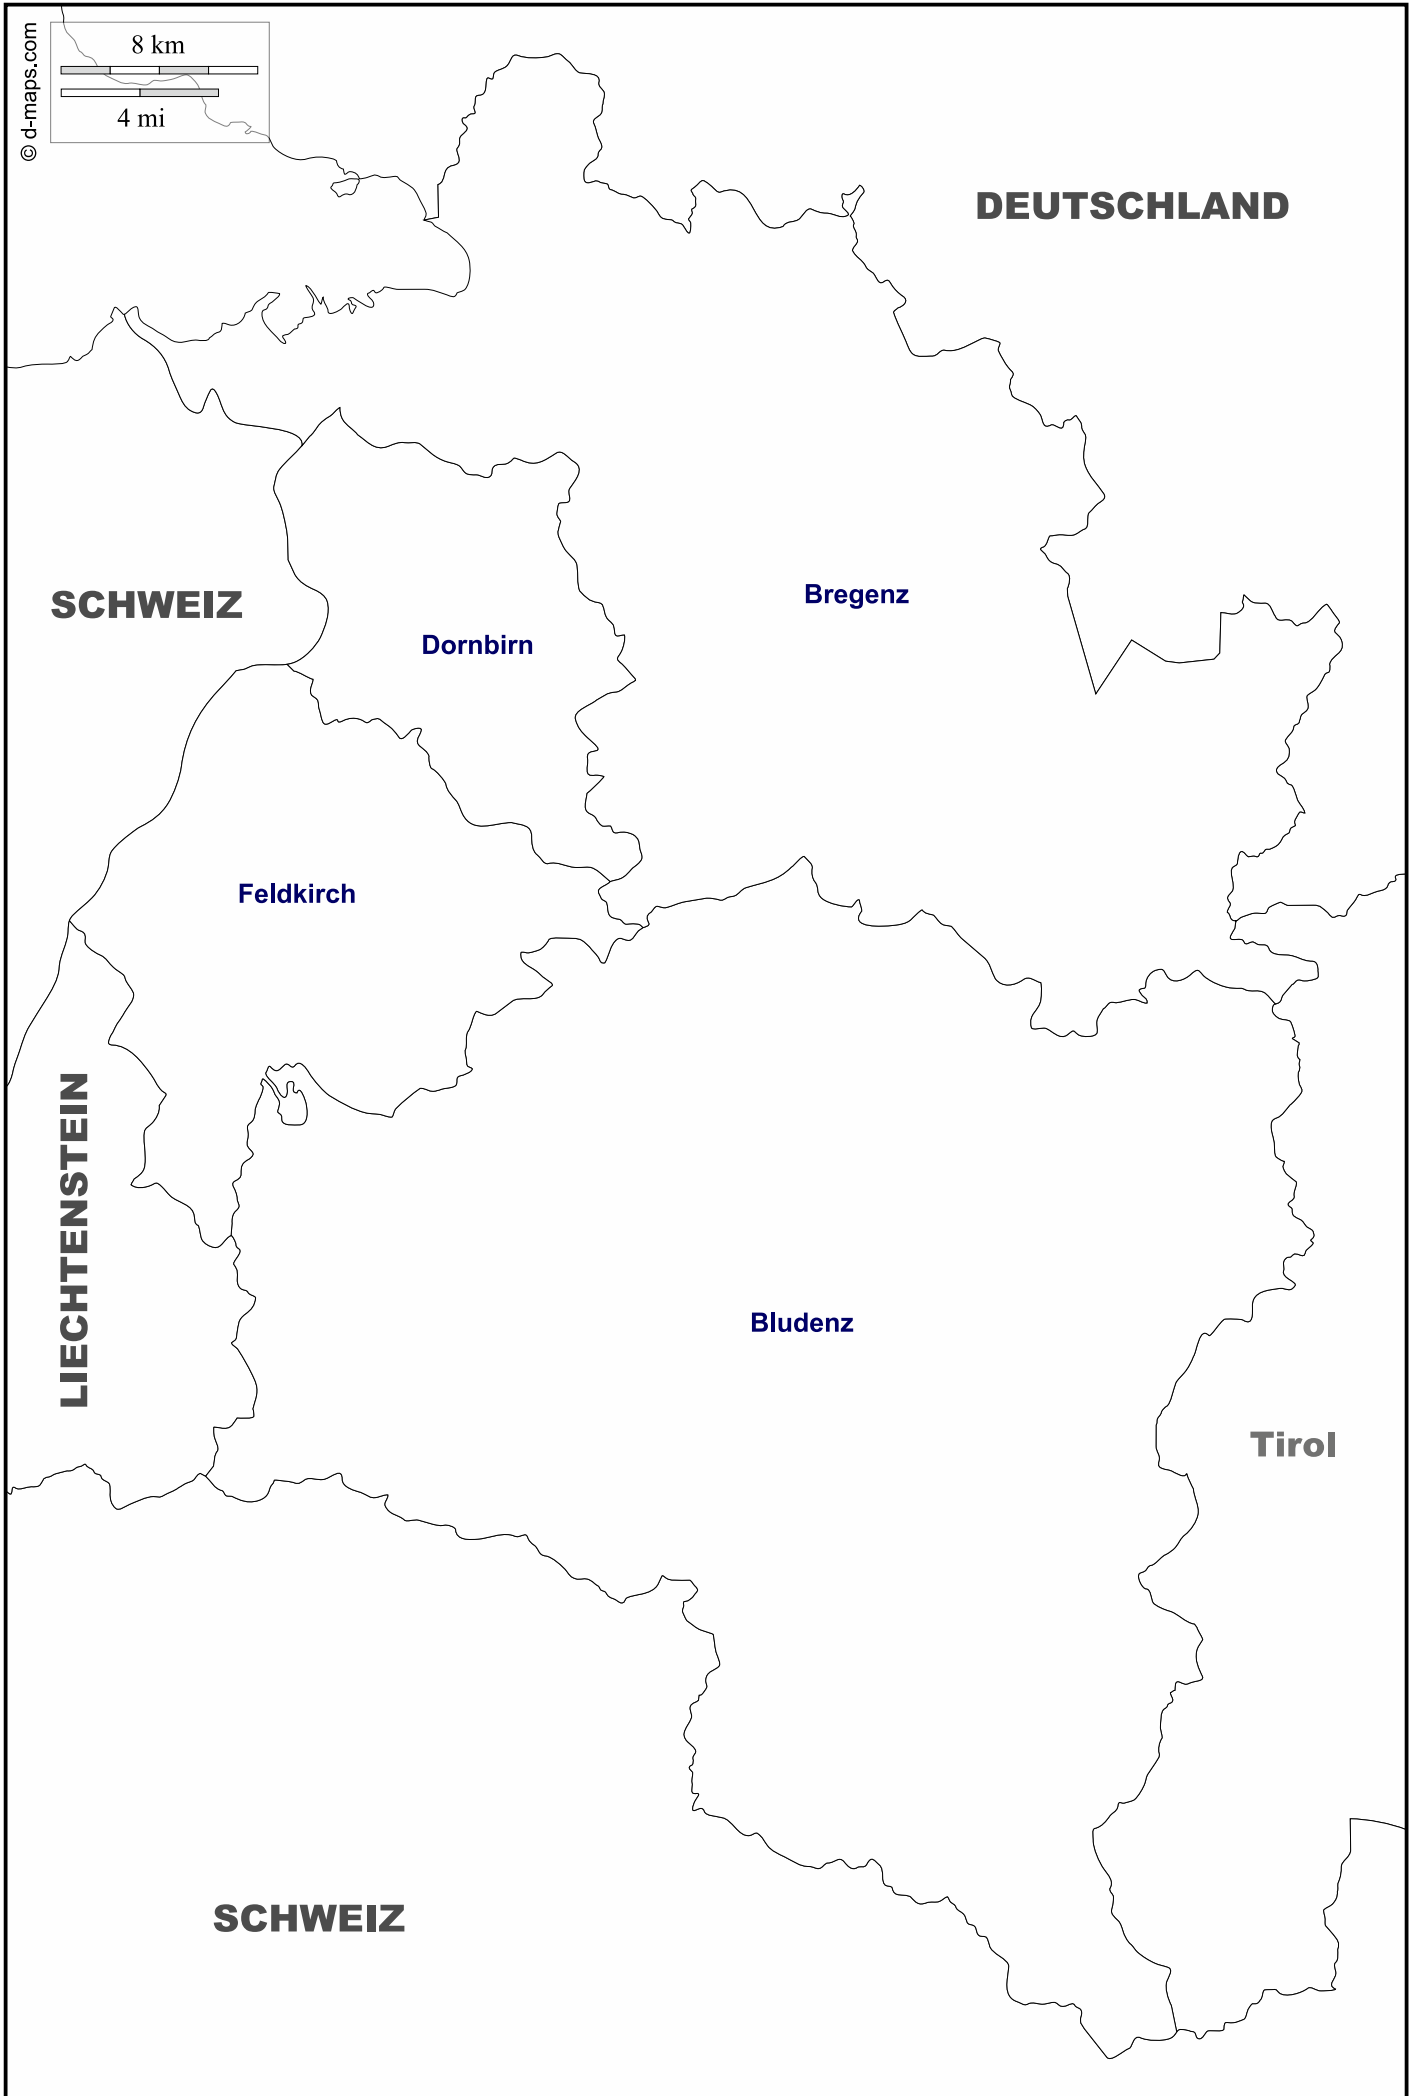 © d-maps.com
8 km
4 mi
DEUTSCHLAND
SCHWEIZ
Bregenz
Dornbirn
Feldkirch
LIECHTENSTEIN
Bludenz
Tirol
SCHWEIZ